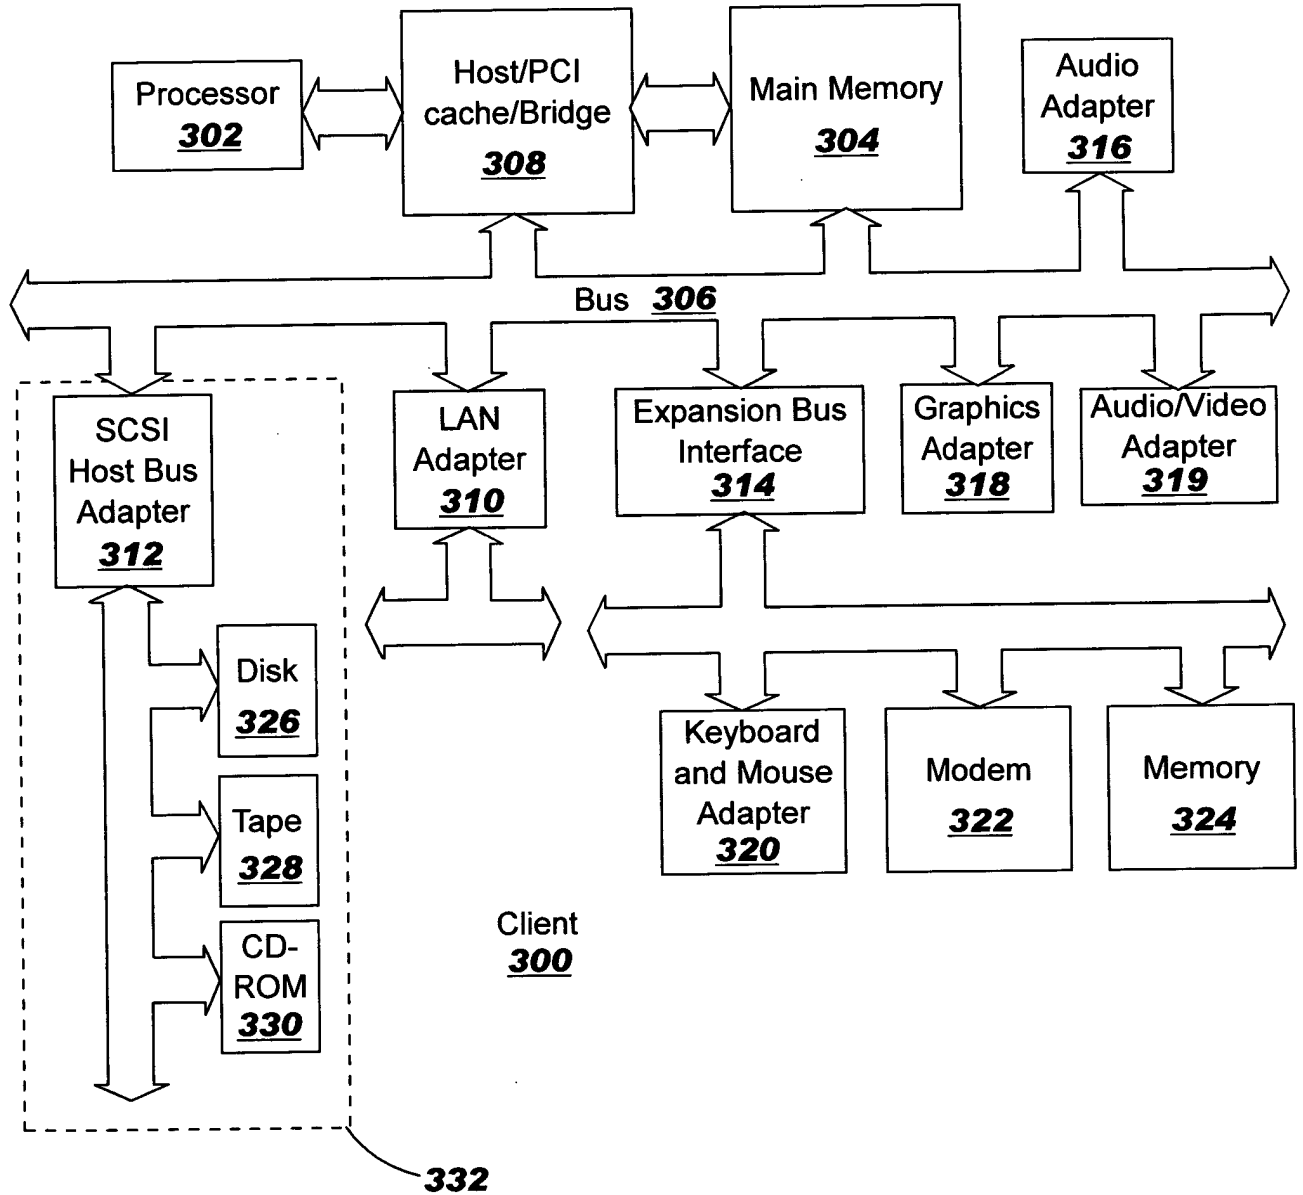 Processor
302
Host/PCI
cache/Bridge
308
Main Memory
304
Audio
Adapter
316
Bus 306
SCSI
Host Bus
Adapter
312
LAN
Adapter
310
Expansion Bus
Interface
314
Graphics
Adapter
318
Audio/Video
Adapter
319
Disk
326
Tape
328
CD-
ROM
330
Keyboard
and Mouse
Adapter
320
Modem
322
Memory
324
Client
300
332